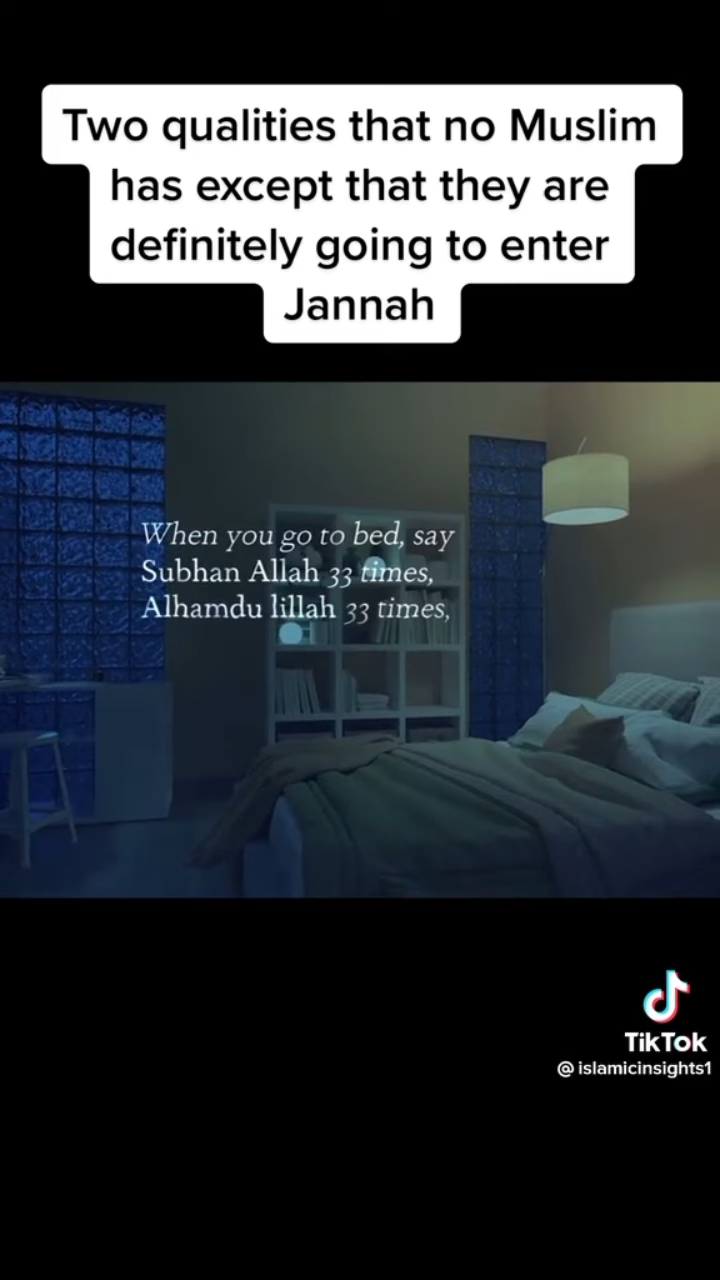 Two qualities that no Muslim
has except that they are
definitely going to enter
Jannah
When you go to bed, say
Subhan Allah 33 times,
Alhamdu lillah 33 times,
TikTok
@islamicinsights1